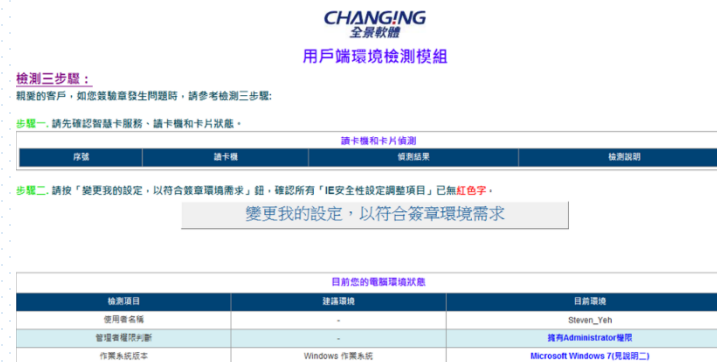 CHANG!NG
全景軟體
用戶端環境檢測模組
檢測三步驟：
親愛的客戶，如您簽驗章發生問題時，請參考檢測三步驟:
步驟一. 請先確認智慧卡服務、讀卡機和卡片狀態。
讀卡機和卡片偵測
序號 讀卡機 偵測結果 檢測說明
步驟二. 請按「變更我的設定，以符合簽章環境需求」鈕，確認所有「IE安全性設定調整項目」已無紅色字。
變更我的設定，以符合簽章環境需求
目前您的電腦環境狀態
檢測項目 建議環境 目前環境
使用者名稱 - Steven_Yeh
管理者權限判斷 - 擁有Administrator權限
作業系統版本 Windows 作業系統 Microsoft Windows 7(見說明二)